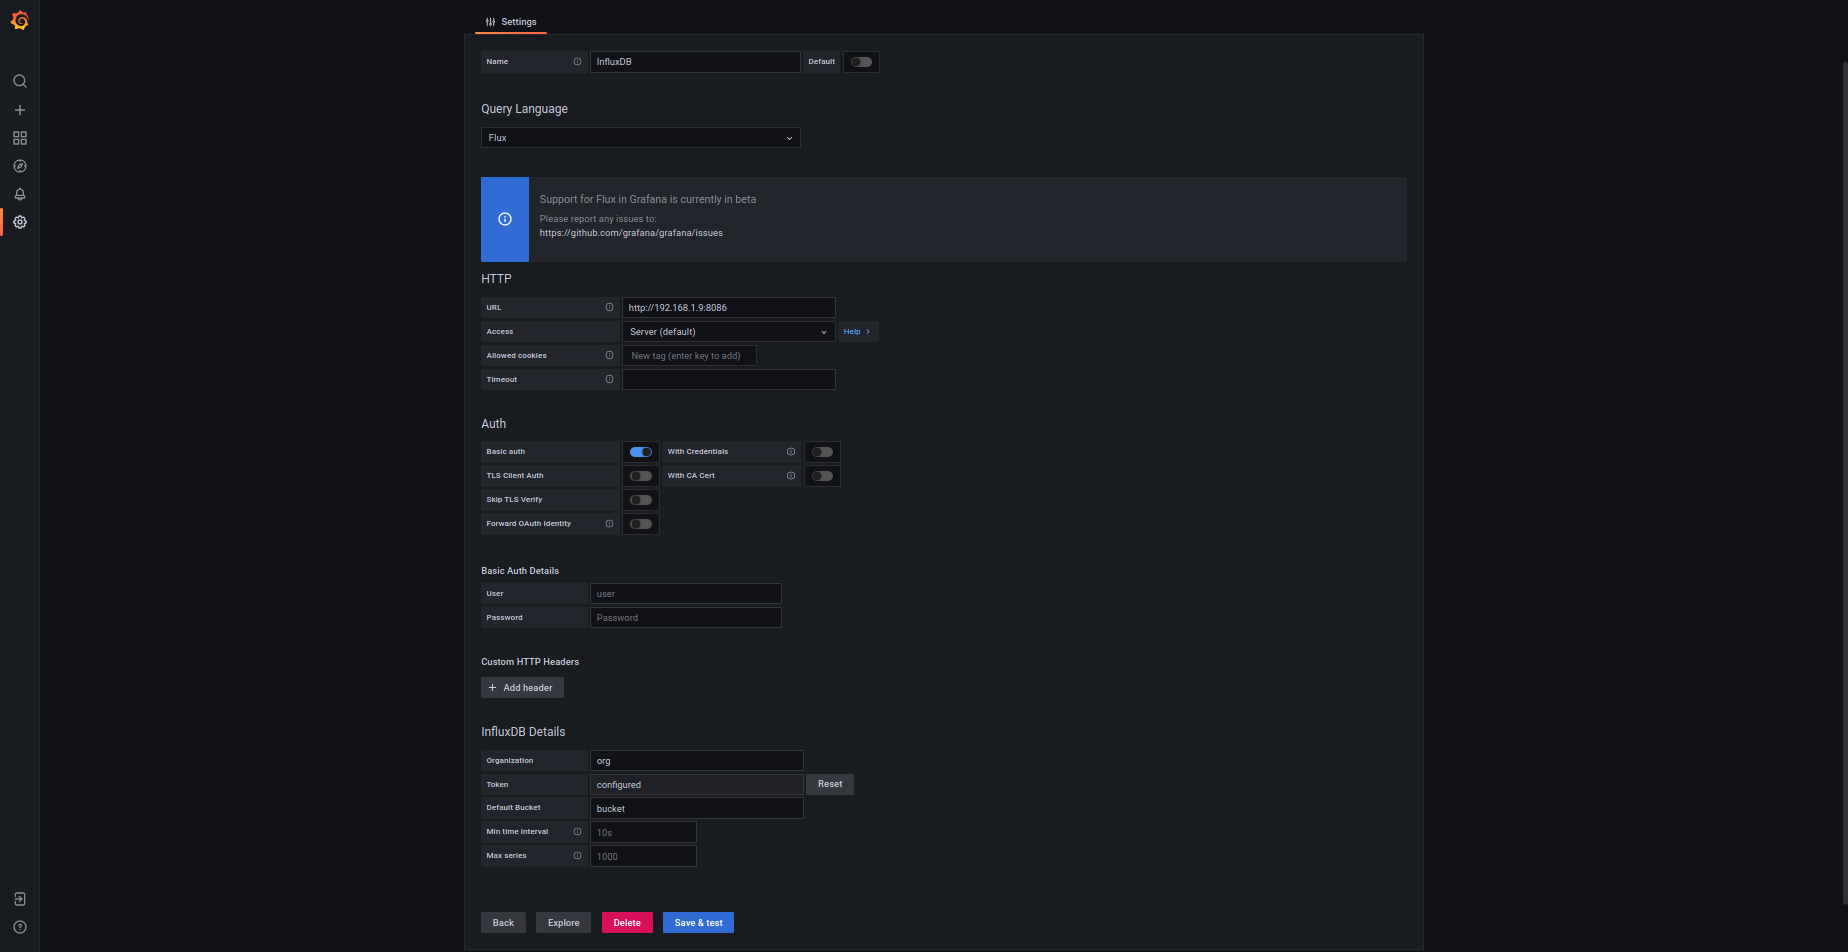 Settings
Name InfluxDB Default
Query Language
Flux
Support for Flux in Grafana is currently in beta
Please report any issues to:
https://github.com/grafana/grafana/issues
HTTP
URL http://192.168.1.9:8086
Access Server (default) Help
Allowed cookies New tag (enter key to add)
Timeout
Auth
Basic auth With Credentials
TLS Client Auth With CA Cert
Skip TLS Verify
Forward OAuth Identity
Basic Auth Details
User user
Password Password
Custom HTTP Headers
Add header
InfluxDB Details
Organization org
Token configured Reset
Default Bucket bucket
Min time interval 10s
Max series 1000
Back Explore Delete Save & test